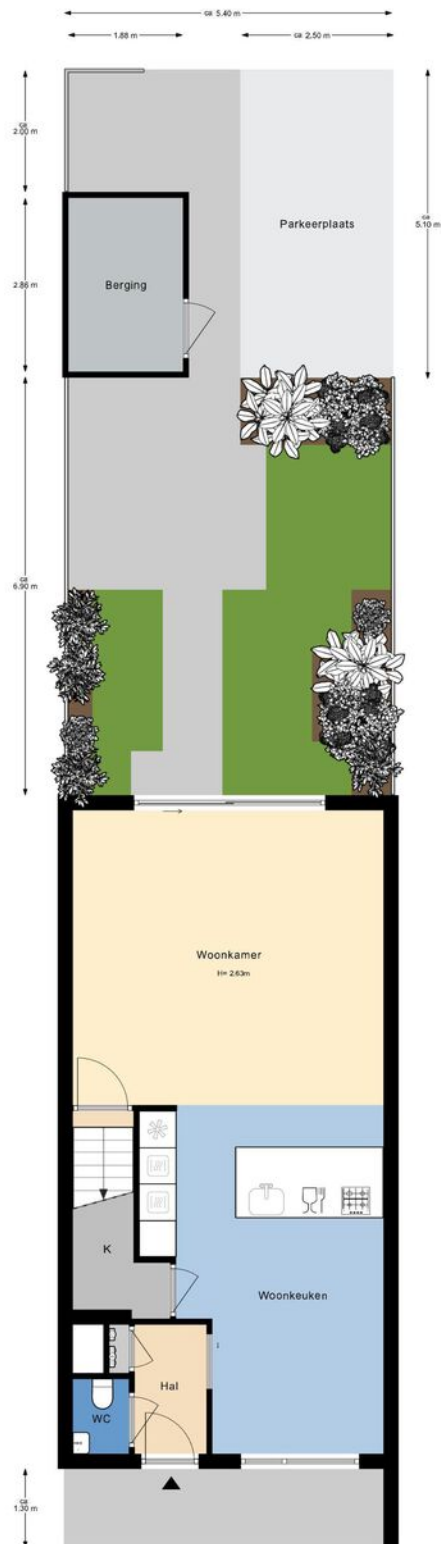 ca. 5.40 m
1.88 m
ca. 2.50 m
ca.
2.00 m
2.86 m
ca.
5.10 m
Parkeerplaats
Berging
ca.
6.90 m
Woonkamer
H= 2.63m
K
Woonkeuken
Hal
WC
ca.
1.30 m